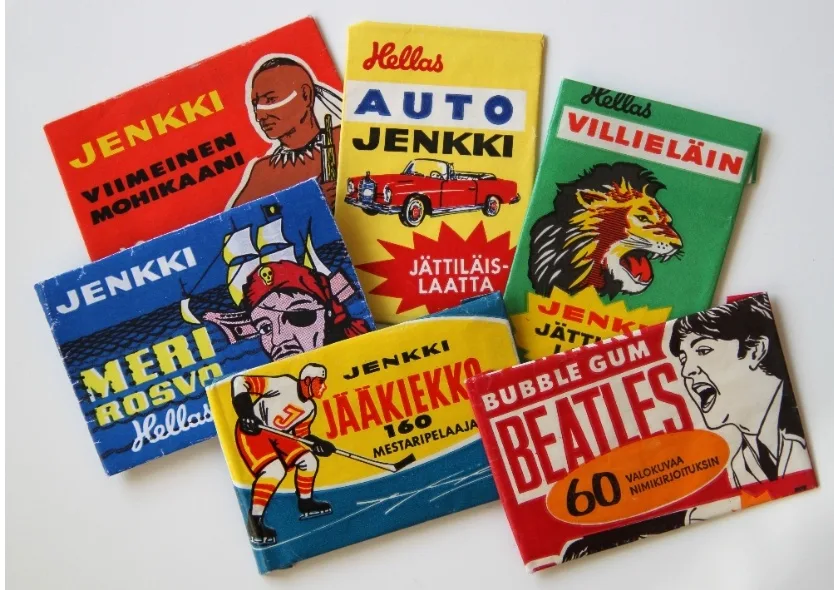 JENKKI
VIIMEINEN
MOHIKAANI
Hellas
AUTO
JENKKI
JÄTTILÄIS-
LAATTA
Hellas
VILLIELÄIN
JENKKI
MERI
ROSVO
Hellas
JENKKI
JÄÄKIEKKO
160
MESTARIPELAAJA
J
BUBBLE GUM
BEATLES
60 VALOKUVAA
NIMIKIRJOITUKSIN